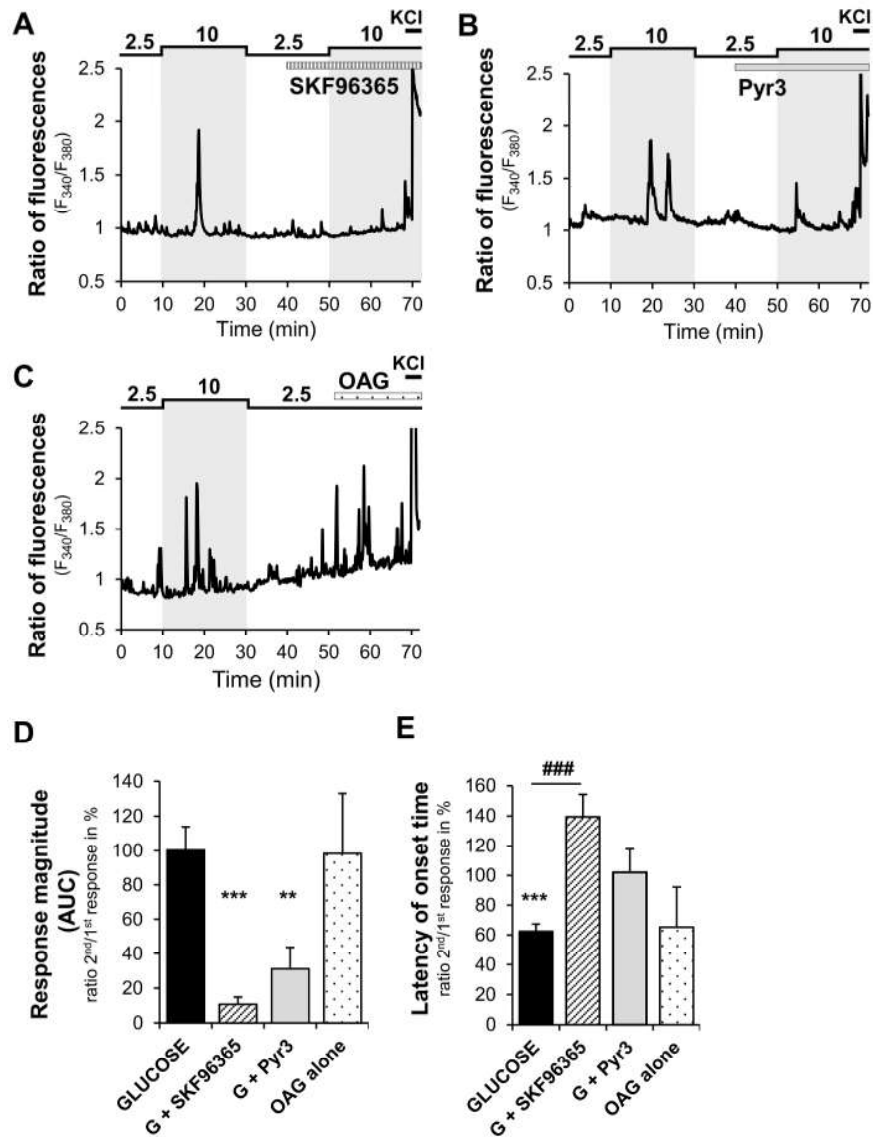 A
KCl
2.5 10 2.5 10
SKF96365
Ratio of fluorescences
(F340/F380)
2.5
2
1.5
1
0.5
0 10 20 30 40 50 60 70
Time (min)
B
KCl
2.5 10 2.5 10
Pyr3
Ratio of fluorescences
(F340/F380)
2.5
2
1.5
1
0.5
0 10 20 30 40 50 60 70
Time (min)
C
KCl
OAG
2.5 10 2.5
Ratio of fluorescences
(F340/F380)
2.5
2
1.5
1
0.5
0 10 20 30 40 50 60 70
Time (min)
D
Response magnitude
(AUC)
ratio 2nd/1st response in %
140
120
100
80
60
40
20
0
*** **
GLUCOSE
G + SKF96365
G + Pyr3
OAG alone
E
Latency of onset time
ratio 2nd/1st response in %
160
140
120
100
80
60
40
20
0
###
***
GLUCOSE
G + SKF96365
G + Pyr3
OAG alone